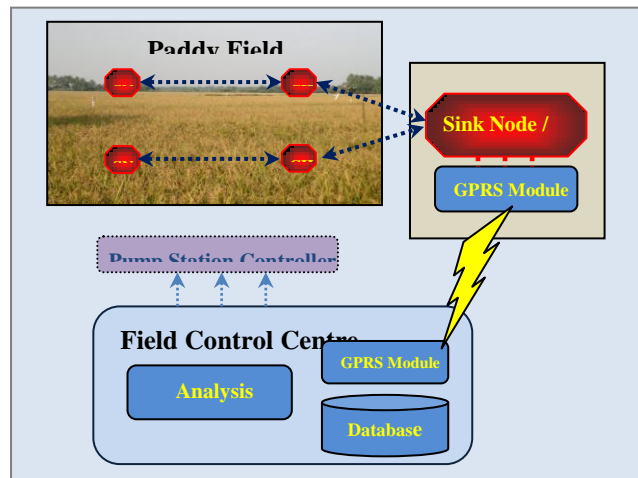 Paddy Field
Sink Node /
GPRS Module
Pump Station Controller
Field Control Centre
GPRS Module
Analysis
Database